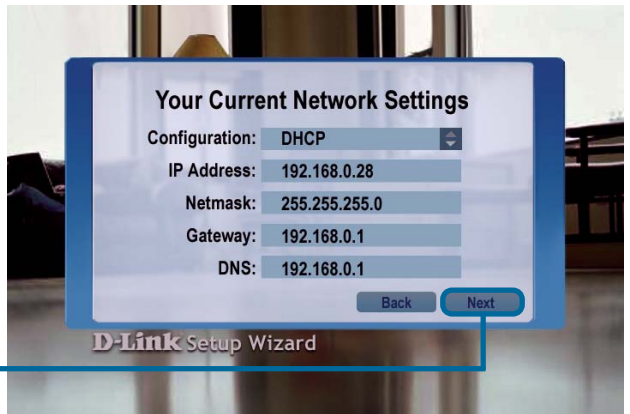 Your Current Network Settings
Configuration: DHCP
IP Address: 192.168.0.28
Netmask: 255.255.255.0
Gateway: 192.168.0.1
DNS: 192.168.0.1
Back Next
D-Link Setup Wizard